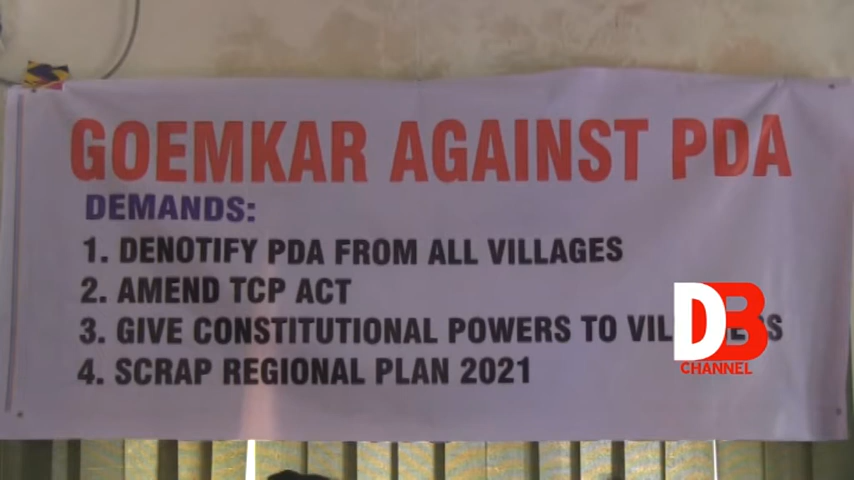 GOEMKAR AGAINST PDA
DEMANDS:
1. DENOTIFY PDA FROM ALL VILLAGES
2. AMEND TCP ACT
3. GIVE CONSTITUTIONAL POWERS TO
4. SCRAP REGIONAL PLAN 2021
DB
CHANNEL